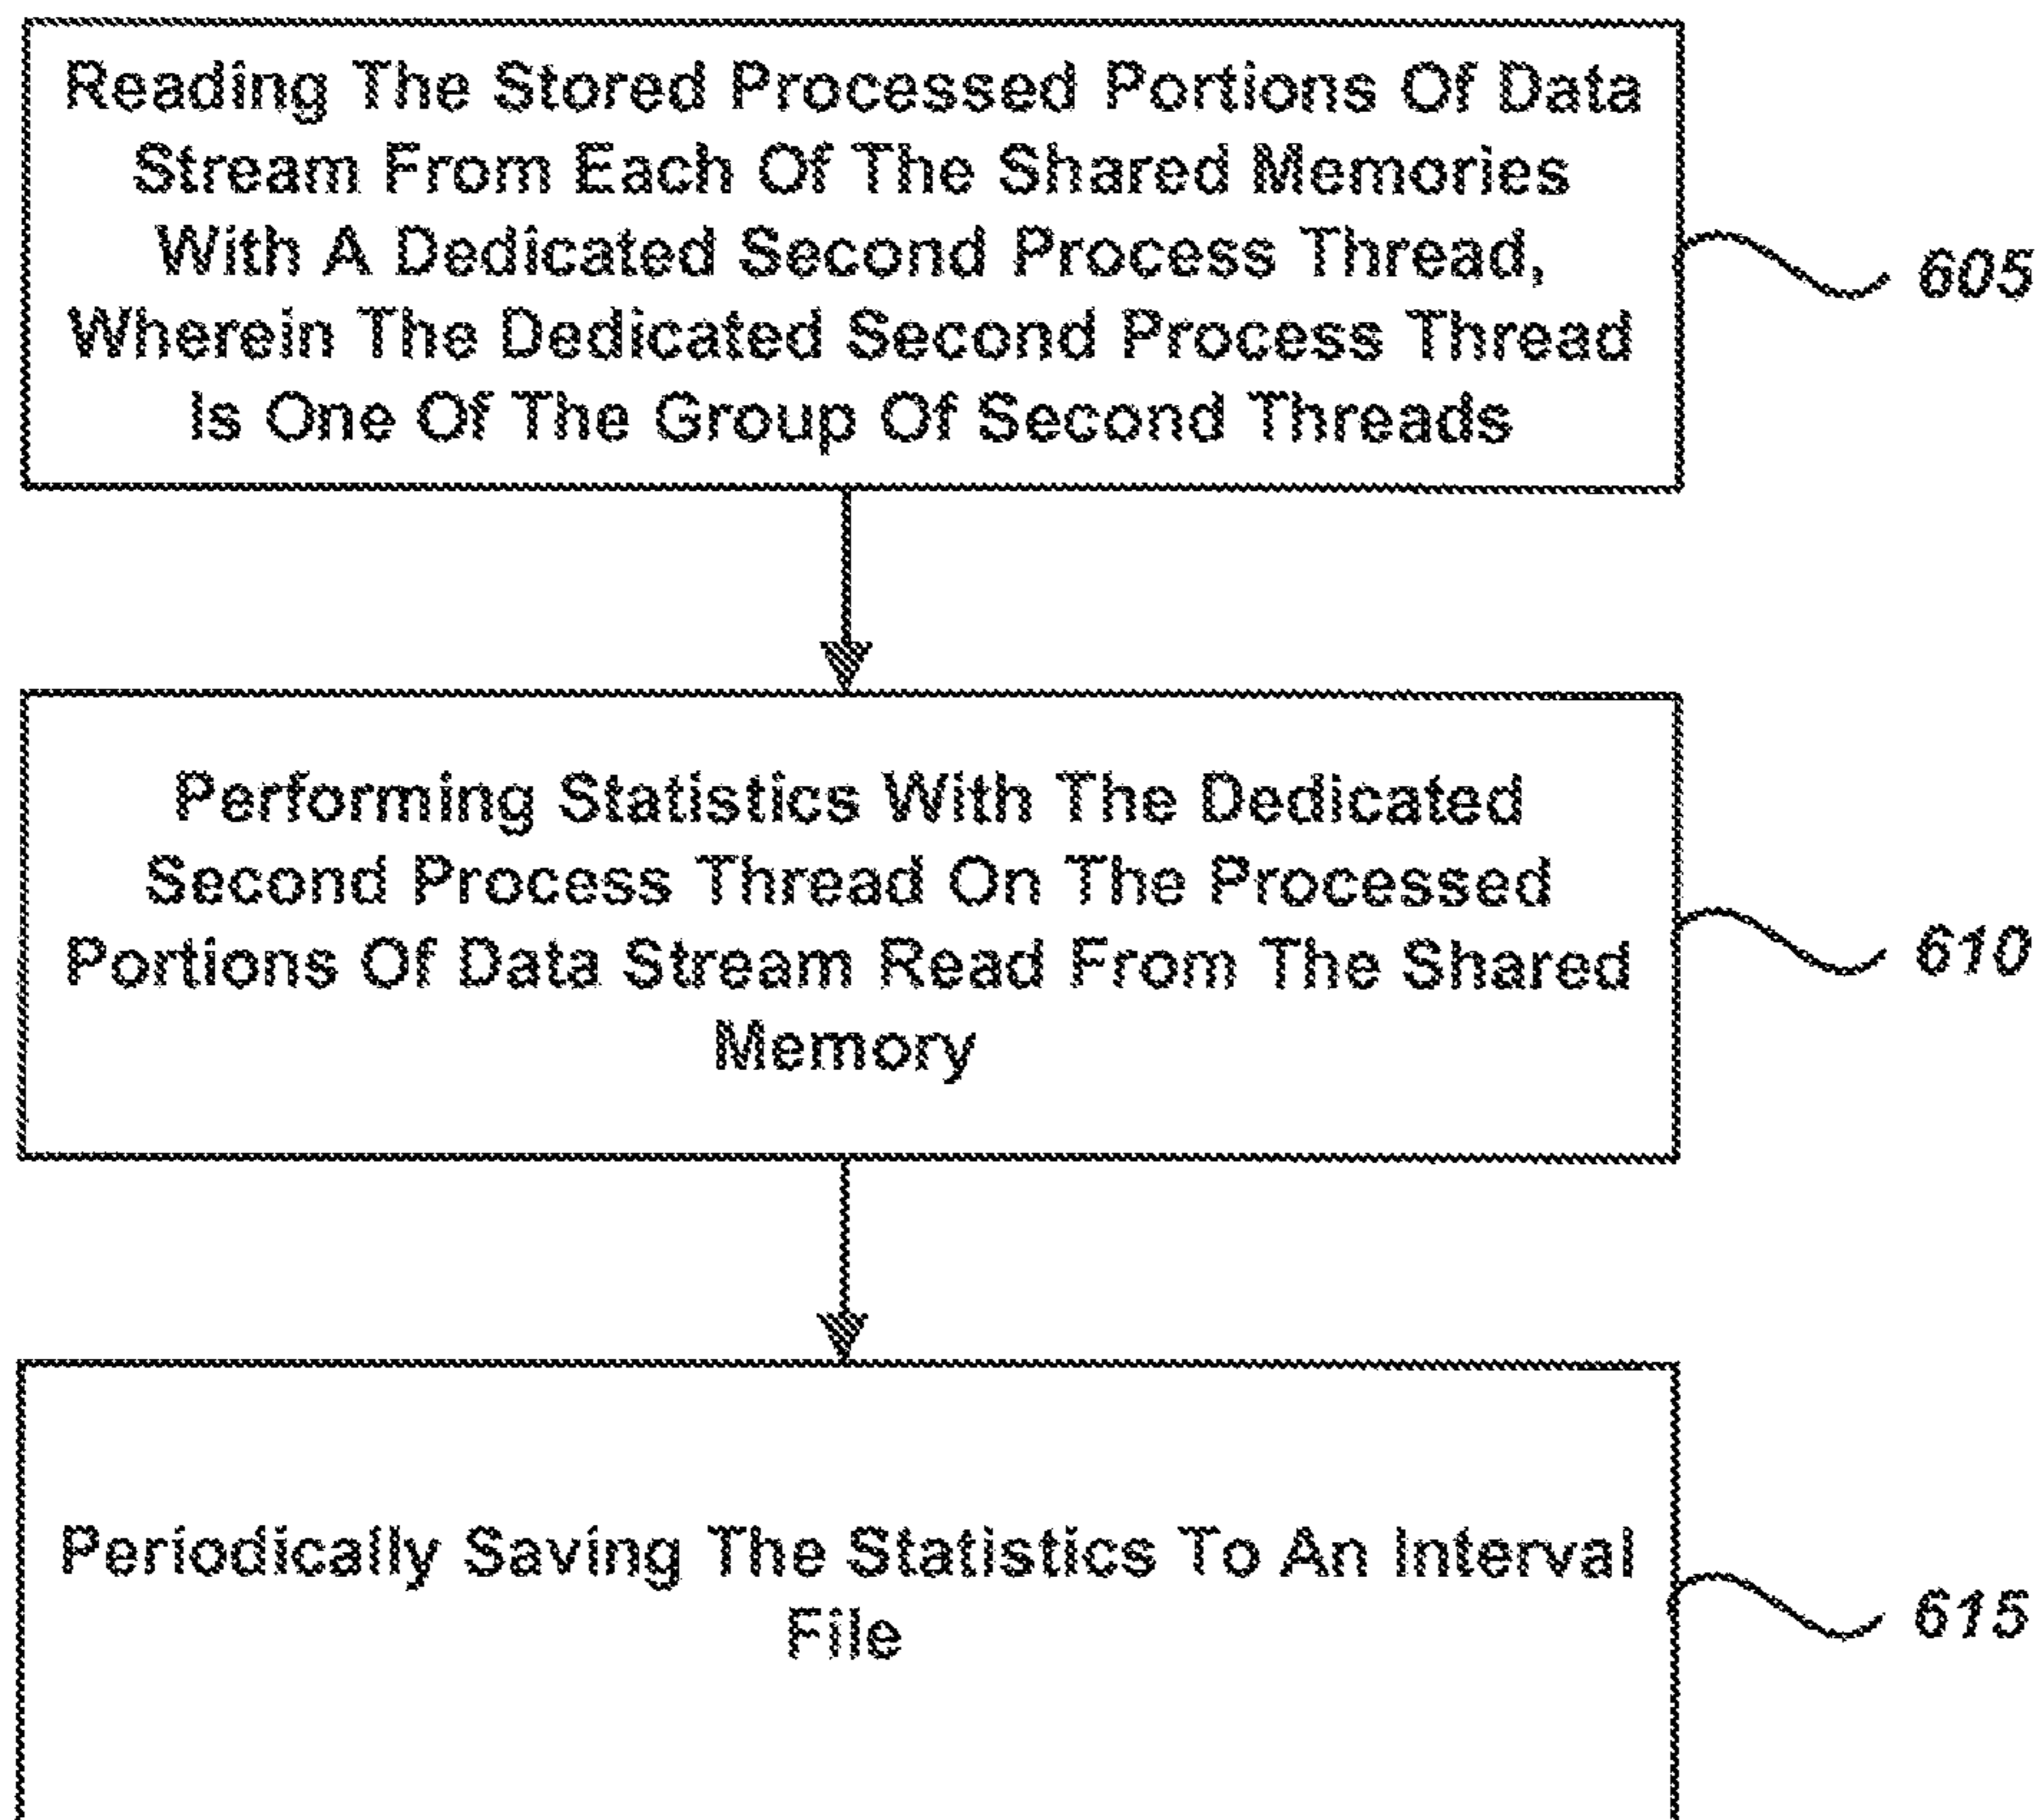 Reading The Stored Processed Portions Of Data
Stream From Each Of The Shared Memories
With A Dedicated Second Process Thread,
Wherein The Dedicated Second Process Thread
Is One Of The Group Of Second Threads
605
Performing Statistics With The Dedicated
Second Process Thread On The Processed
Portions Of Data Stream Read From The Shared
Memory
610
Periodically Saving The Statistics To An Interval
File
615